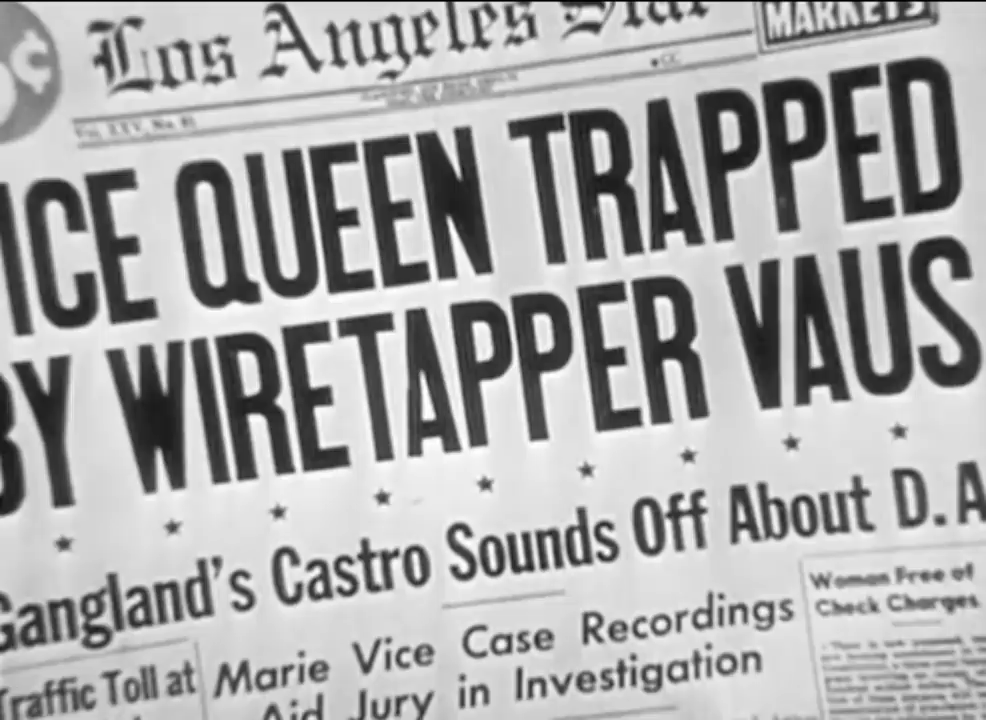 ¢
Los Angeles Star
MARKETS
ICE QUEEN TRAPPED
BY WIRETAPPER VAUS
Gangland's Castro Sounds Off About D.A
Woman Free of
Check Charges
Traffic Toll at
Marie Vice Case Recordings
Aid Jury in Investigation